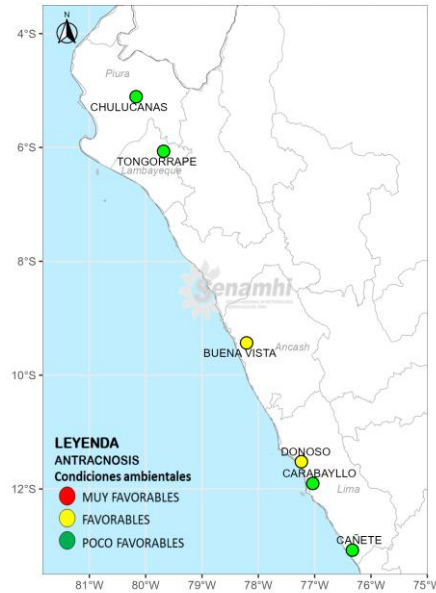 N
4°S
Piura
CHULUCANAS
6°S
TONGORRAPE
Lambayeque
8°S
Senamhi
BUENA VISTA
Ancash
10°S
LEYENDA
ANTRACNOSIS
Condiciones ambientales
MUY FAVORABLES
FAVORABLES
POCO FAVORABLES
DONOSO
CARABAYLLO
12°S
Lima
CAÑETE
81°W 80°W 79°W 78°W 77°W 76°W 75°W